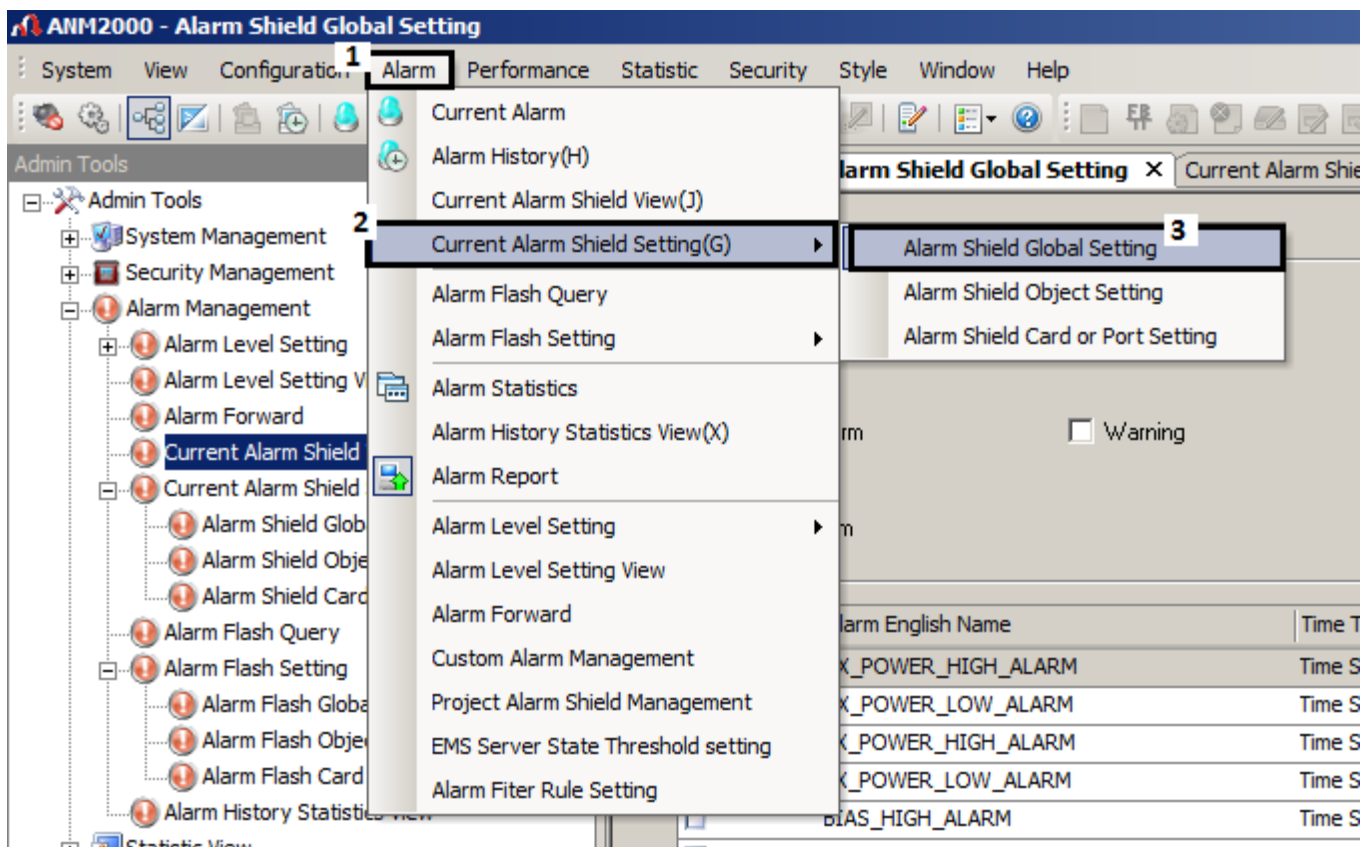 ANM2000 - Alarm Shield Global Setting
1
System View Configuration Alarm Performance Statistic Security Style Window Help
Admin Tools
Alarm Shield Global Setting X Current Alarm Shie
Admin Tools
System Management
Security Management
Alarm Management
Alarm Level Setting
Alarm Level Setting Vi
Alarm Forward
Current Alarm Shield
Current Alarm Shield
Alarm Shield Glob
Alarm Shield Obje
Alarm Shield Card
Alarm Flash Query
Alarm Flash Setting
Alarm Flash Globa
Alarm Flash Objec
Alarm Flash Card
Alarm History Statistics View
Statistic View
Current Alarm
Alarm History(H)
Current Alarm Shield View(J)
2
Current Alarm Shield Setting(G)
Alarm Flash Query
Alarm Flash Setting
Alarm Statistics
Alarm History Statistics View(X)
Alarm Report
Alarm Level Setting
Alarm Level Setting View
Alarm Forward
Custom Alarm Management
Project Alarm Shield Management
EMS Server State Threshold setting
Alarm Fiter Rule Setting
3
Alarm Shield Global Setting
Alarm Shield Object Setting
Alarm Shield Card or Port Setting
rm Warning
m
larm English Name Time T
X_POWER_HIGH_ALARM Time S
X_POWER_LOW_ALARM Time S
X_POWER_HIGH_ALARM Time S
X_POWER_LOW_ALARM Time S
BIAS_HIGH_ALARM Time S